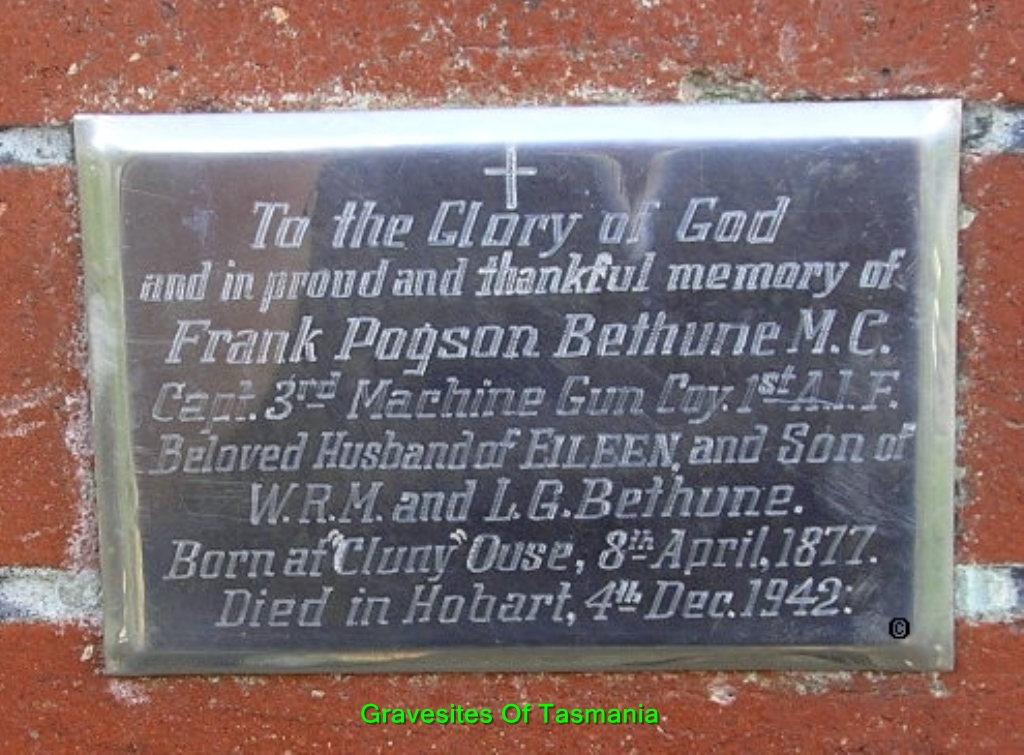 To the Glory of God
and in proud and thankful memory of
Frank Pogson Bethune M.C.
Capt. 3rd Machine Gun Coy. 1st A.I.F.
Beloved Husband of EILEEN, and Son of
W.R.M. and L.G. Bethune.
Born at "Cluny" Ouse, 8th April, 1877.
Died in Hobart, 4th Dec. 1942.
©
Gravesites Of Tasmania